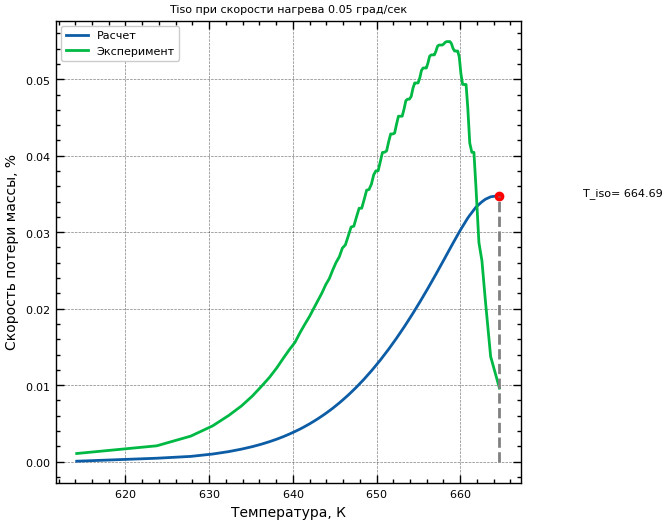 Tiso при скорости нагрева 0.05 град/сек
Расчет
Эксперимент
Скорость потери массы, %
0.05
0.04
0.03
0.02
0.01
0.00
T_iso= 664.69
620 630 640 650 660
Температура, К